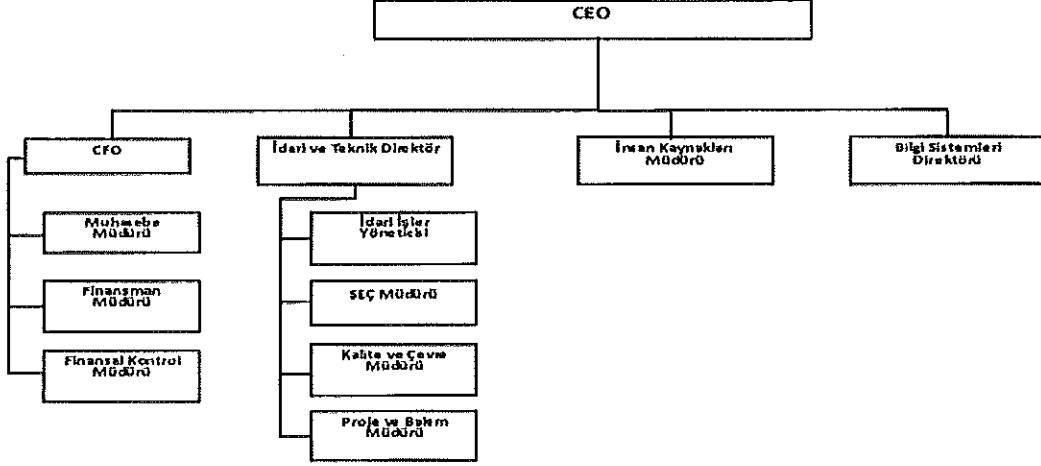 CEO
CFO
İdari ve Teknik Direktör
İnsan Kaynakları
Müdürü
Bilgi Sistemleri
Direktörü
Muhasebe
Müdürü
Finansman
Müdürü
Finansal Kontrol
Müdürü
İdari İşler
Yöneticisi
SEÇ Müdürü
Kalite ve Çevre
Müdürü
Proje ve Bakım
Müdürü